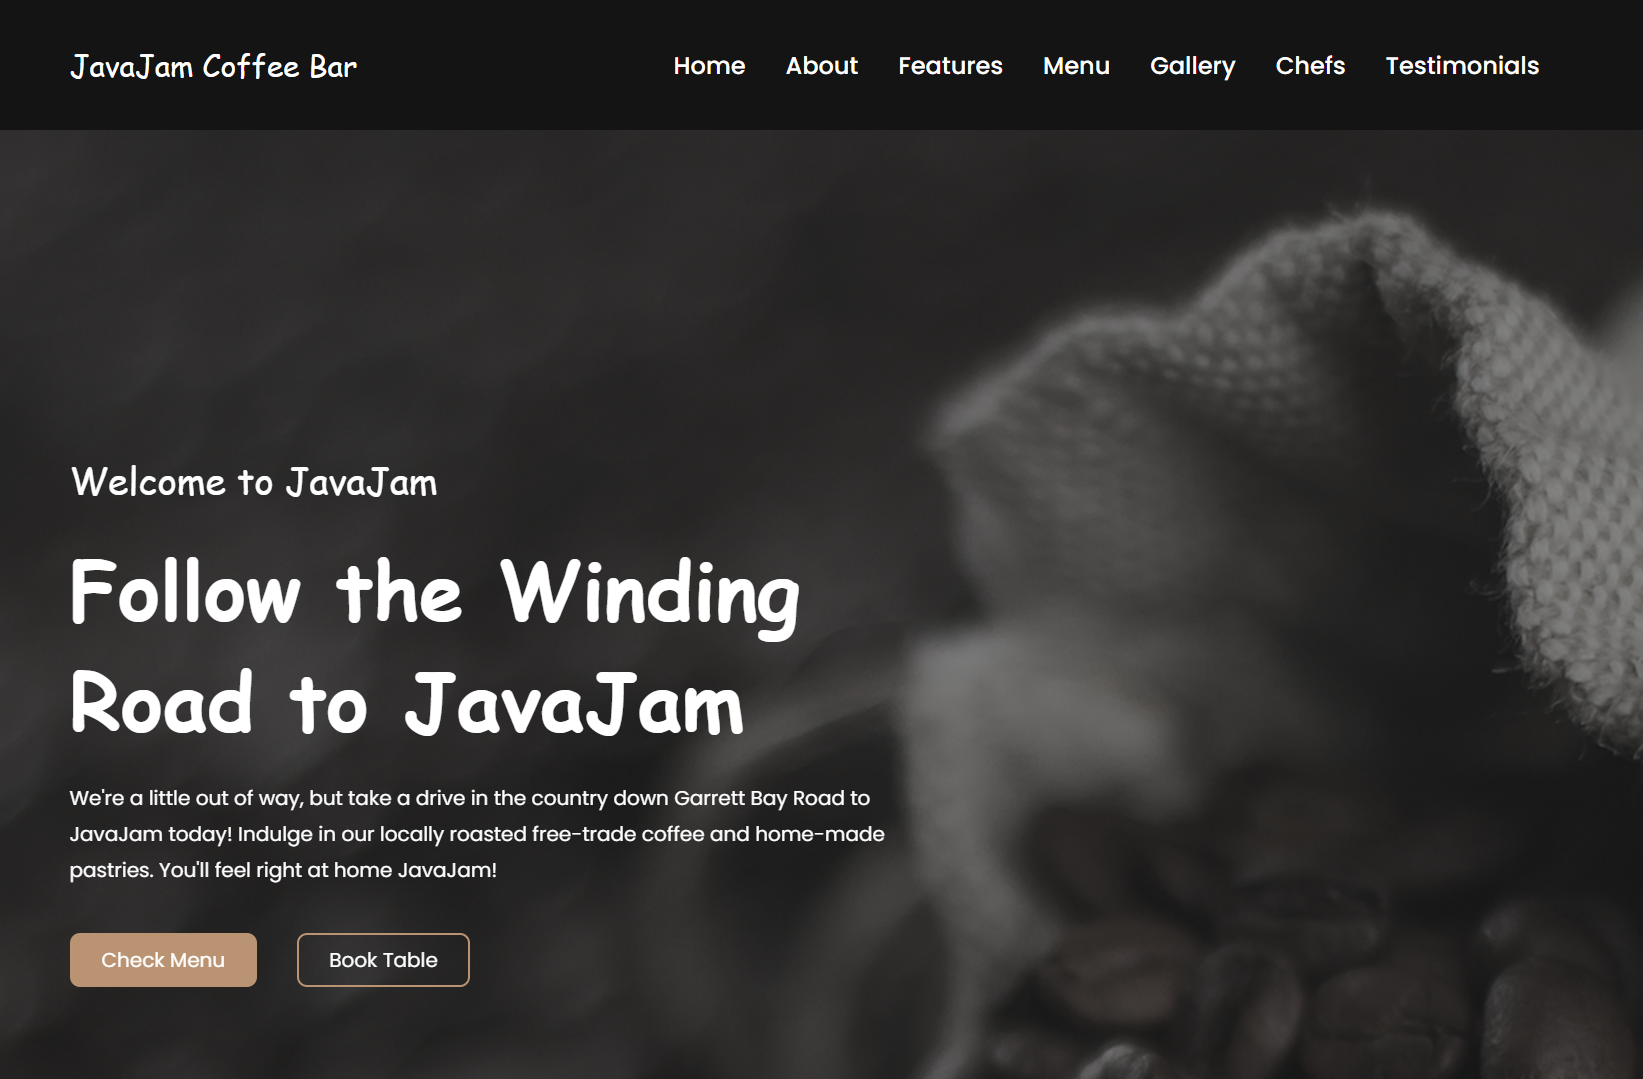 JavaJam Coffee Bar
Home About Features Menu Gallery Chefs Testimonials
Welcome to JavaJam
Follow the Winding
Road to JavaJam
We're a little out of way, but take a drive in the country down Garrett Bay Road to
JavaJam today! Indulge in our locally roasted free-trade coffee and home-made
pastries. You'll feel right at home JavaJam!
Check Menu
Book Table